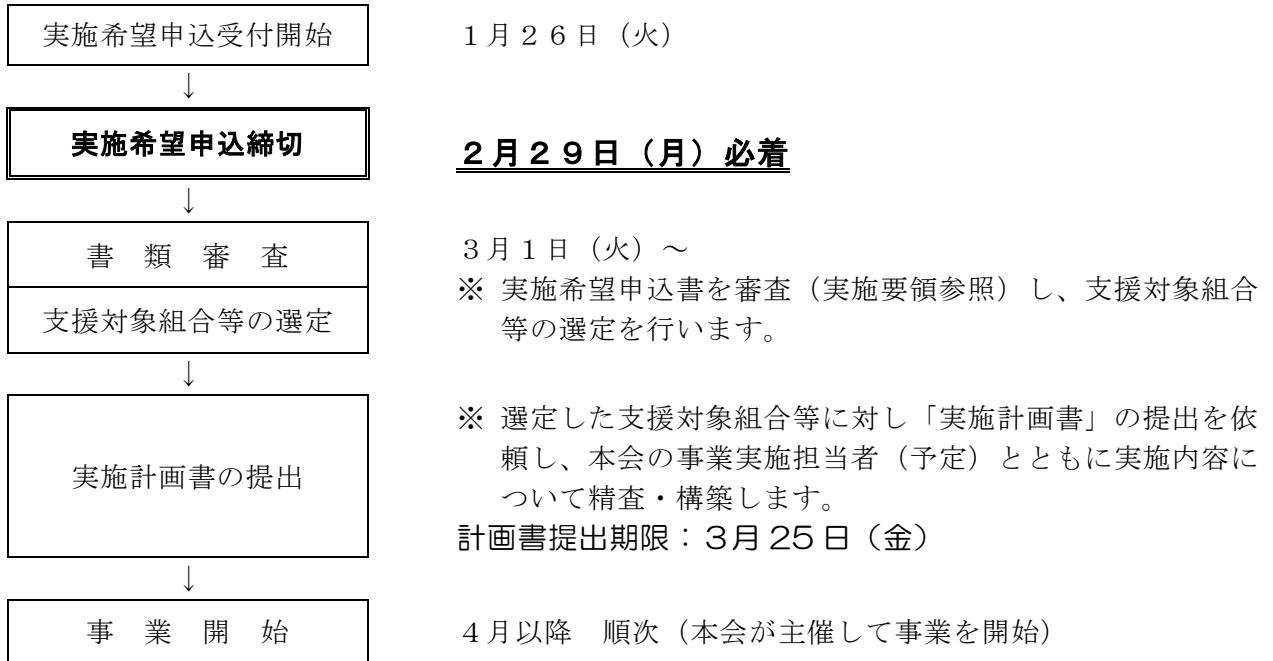 実施希望申込受付開始　１月２６日（火）
↓
実施希望申込締切　２月２９日（月）必着
↓
書　類　審　査　３月１日（火）～
※ 実施希望申込書を審査（実施要領参照）し、支援対象組合
支援対象組合等の選定　等の選定を行います。
↓
※ 選定した支援対象組合等に対し「実施計画書」の提出を依
頼し、本会の事業実施担当者（予定）とともに実施内容に
実施計画書の提出　ついて精査・構築します。
計画書提出期限：３月 25 日（金）
↓
事　業　開　始　４月以降　順次（本会が主催して事業を開始）